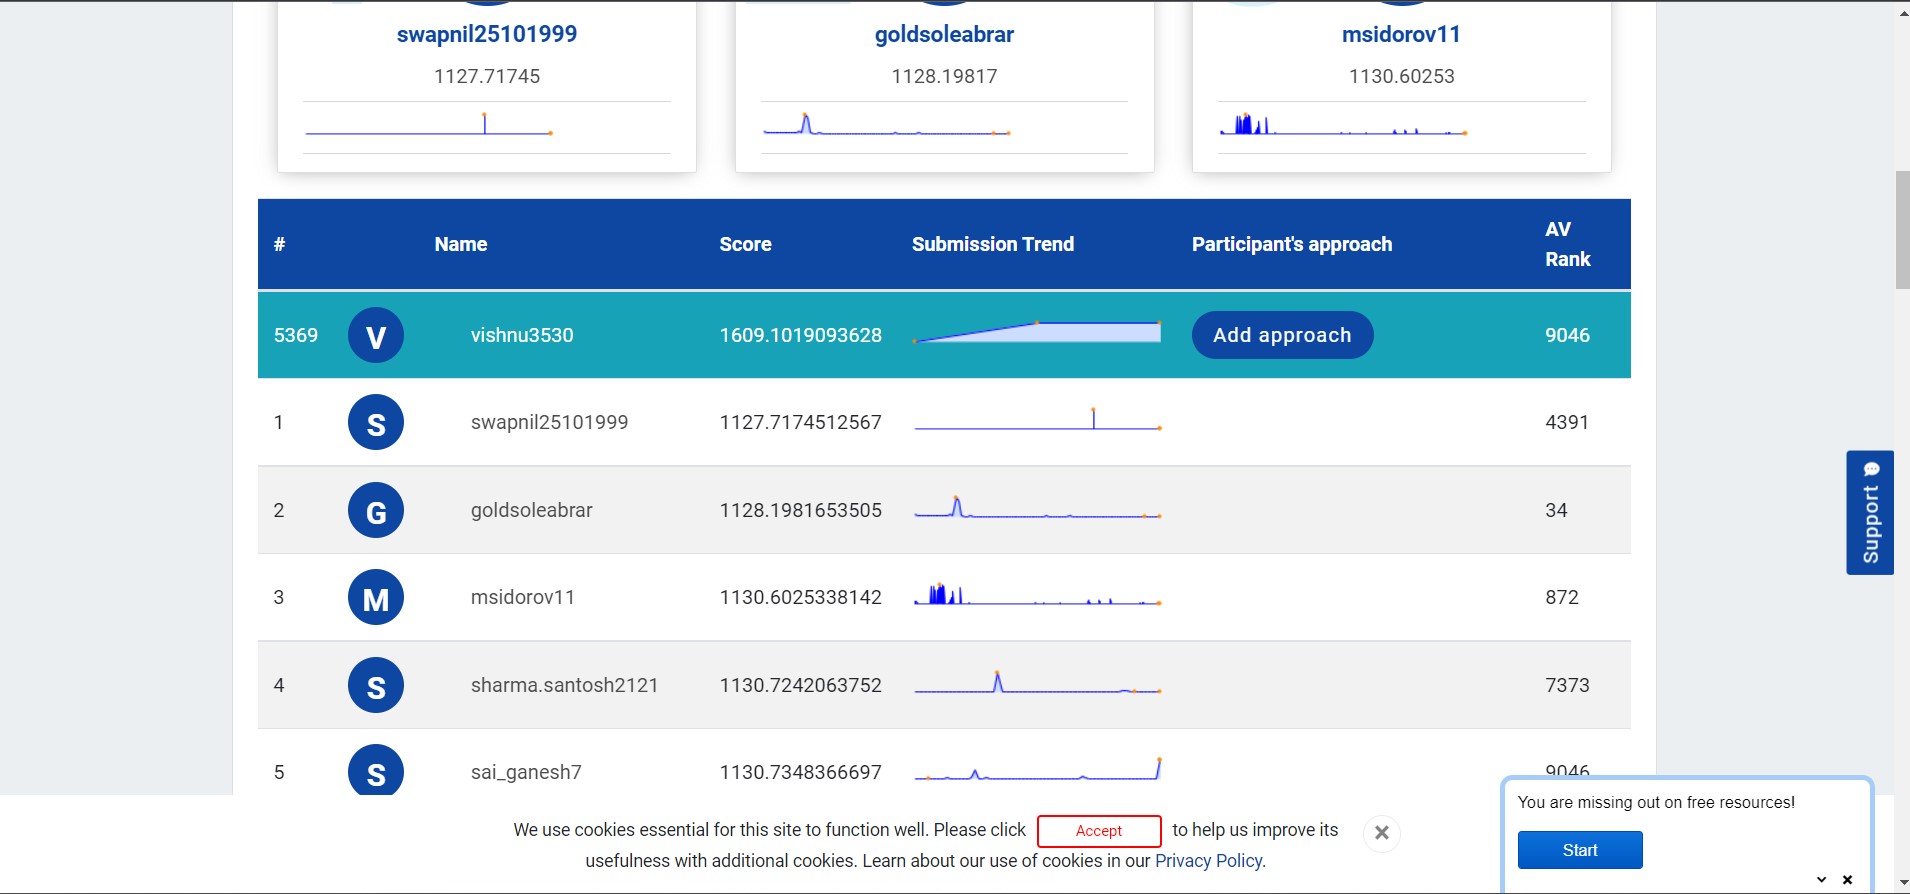 swapnil25101999 goldsoleabrar msidorov11
1127.71745 1128.19817 1130.60253
# Name Score Submission Trend Participant's approach AV Rank
5369 V vishnu3530 1609.1019093628 Add approach 9046
1 S swapnil25101999 1127.7174512567 4391
2 G goldsoleabrar 1128.1981653505 34
3 M msidorov11 1130.6025338142 872
4 S sharma.santosh2121 1130.7242063752 7373
5 S sai_ganesh7 1130.7348366697 9046
Support
We use cookies essential for this site to function well. Please click Accept to help us improve its
usefulness with additional cookies. Learn about our use of cookies in our Privacy Policy.
You are missing out on free resources!
Start